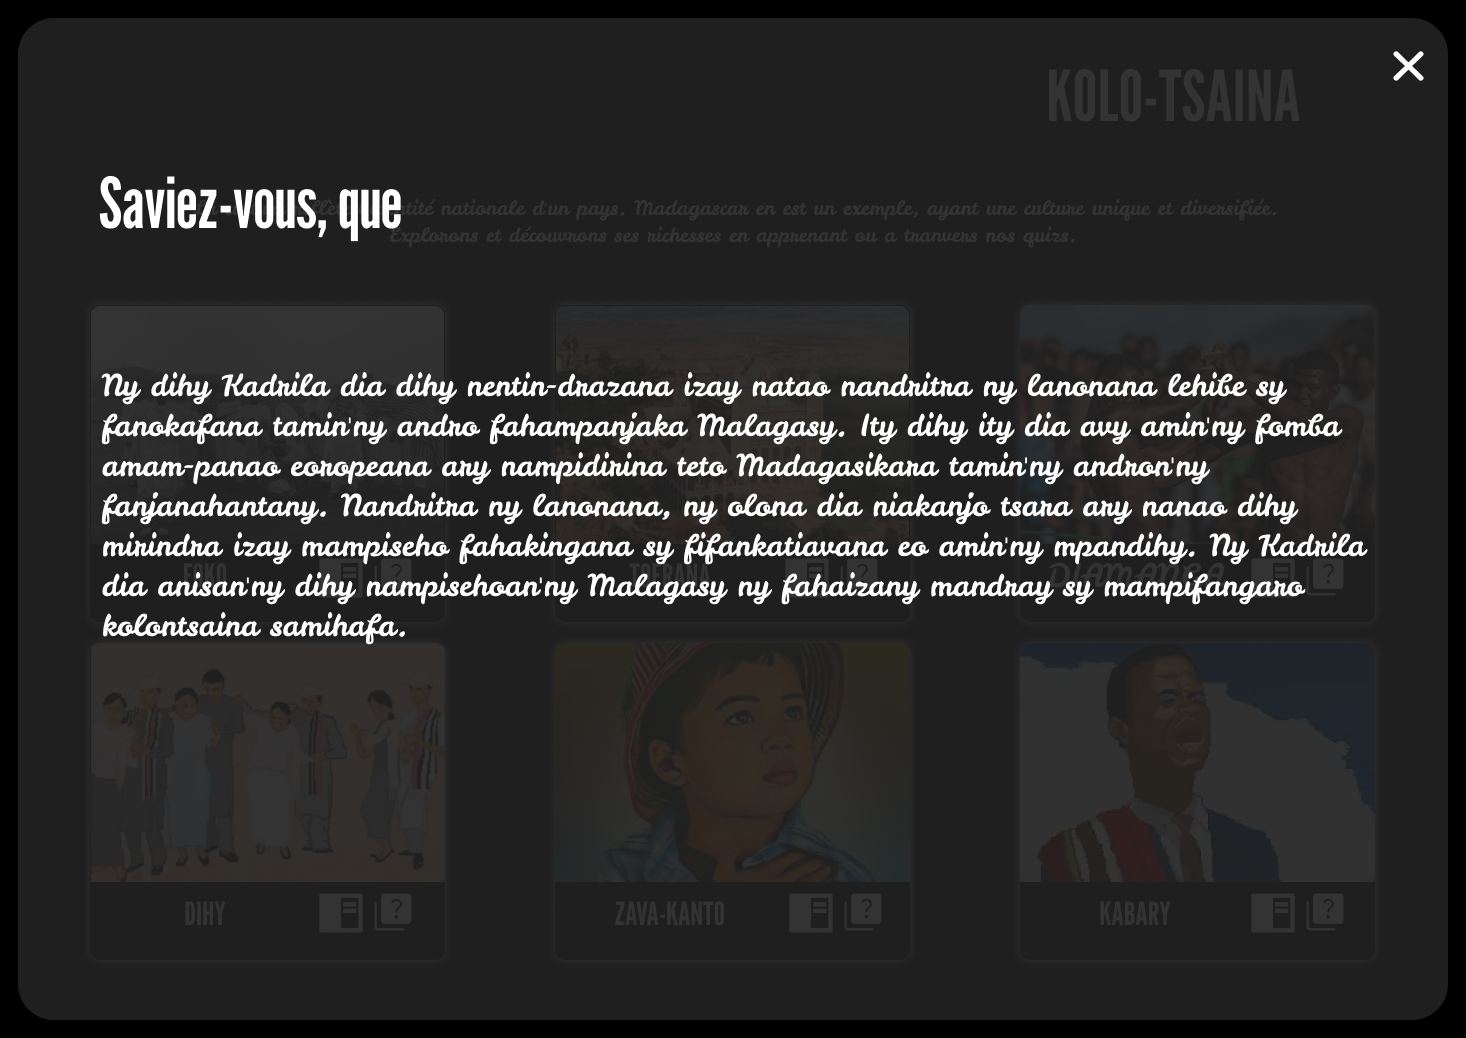 KOLO-TSAINA
Saviez-vous, que
tité nationale d'un pays. Madagascar en est un exemple, ayant une culture unique et diversifiée.
Explorons et découvrons ses richesses en apprenant ou a tranvers nos quizs.
Ny dihy Kadrila dia dihy nentin-drazana izay natao nandritra ny lanonana lehibe sy
fanokafana tamin'ny andro fahampanjaka Malagasy. Ity dihy ity dia avy amin'ny fomba
amam-panao eoropeana ary nampidirina teto Madagasikara tamin'ny andron'ny
fanjanahantany. Nandritra ny lanonana, ny olona dia niakanjo tsara ary nanao dihy
mirindra izay mampiseho fahakingana sy fifankatiavana eo amin'ny mpandihy. Ny Kadrila
dia anisan'ny dihy nampisehoan'ny Malagasy ny fahaizany mandray sy mampifangaro
kolontsaina samihafa.
DIHY
ZAVA-KANTO
KABARY